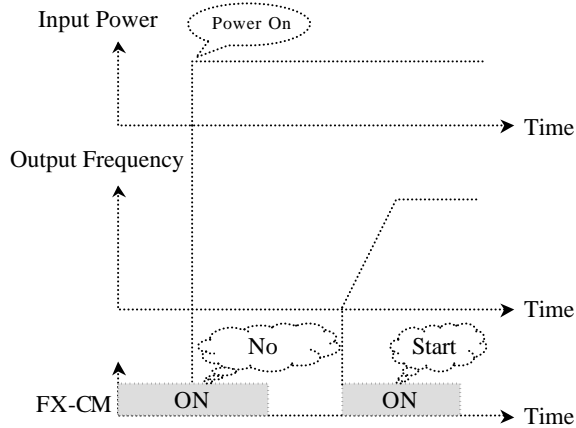 Input Power
Power On
Time
Output Frequency
Time
No
Start
FX-CM
ON
ON
Time